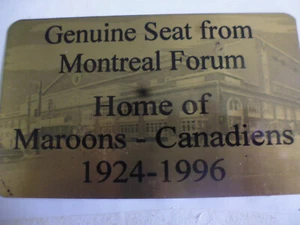 Genuine Seat from
Montreal Forum
Home of
Maroons - Canadiens
1924-1996